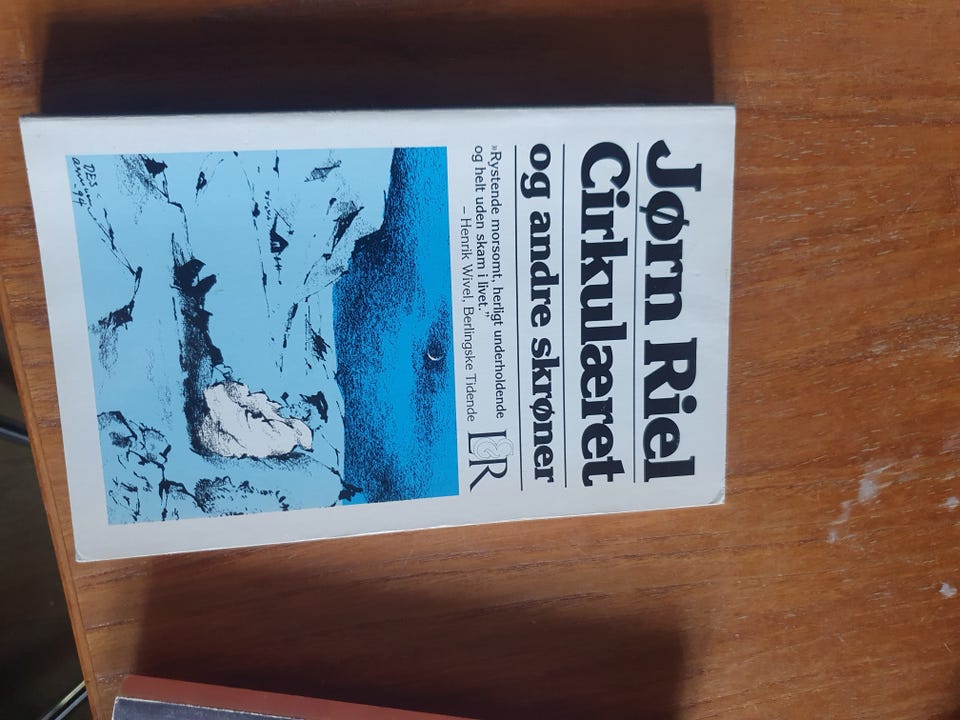 Jørn Riel
Cirkulæret
og andre skrøner
»Rystende morsomt, herligt underholdende
og helt uden skam i livet.”
– Henrik Wivel, Berlingske Tidende
L&R